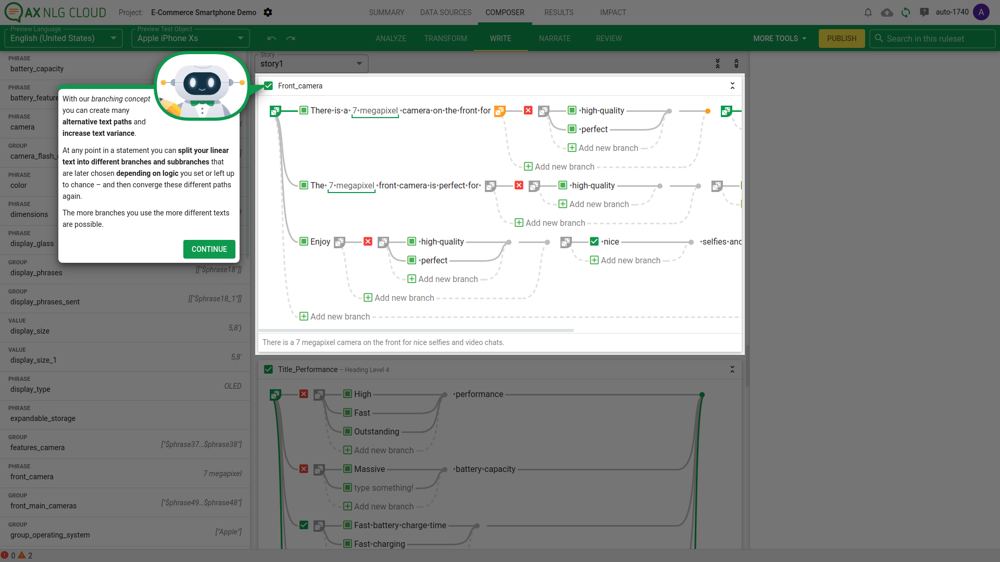 AX NLG CLOUD
Project: E-Commerce Smartphone Demo
SUMMARY DATA SOURCES COMPOSER RESULTS IMPACT
auto-1740 A
Preview Language
English (United States)
Preview Test Object
Apple iPhone Xs
ANALYZE TRANSFORM WRITE NARRATE REVIEW
MORE TOOLS PUBLISH Search in this ruleset
PHRASE
battery_capacity
PHRASE
battery_feature
PHRASE
camera
GROUP
camera_flash_
PHRASE
color
PHRASE
dimensions
PHRASE
display_glass
GROUP
display_phrases [["$phrase18"]]
GROUP
display_phrases_sent [["$phrase18_1"]]
VALUE
display_size 5,8')
VALUE
display_size_1 5,8'
PHRASE
display_type OLED
PHRASE
expandable_storage
GROUP
features_camera ["$phrase37...$phrase38"]
PHRASE
front_camera 7 megapixel
GROUP
front_main_cameras ["$phrase49...$phrase48"]
GROUP
group_operating_system ["Apple"]
0 2
With our branching concept
you can create many
alternative text paths and
increase text variance.
At any point in a statement you can split your linear
text into different branches and subbranches that
are later chosen depending on logic you set or left up
to chance – and then converge these different paths
again.
The more branches you use the more different texts
are possible.
CONTINUE
Story
story1
Front_camera
There·is·a· 7·megapixel ·camera·on·the·front·for ·high-quality
·perfect
Add new branch
Add new branch
The· 7·megapixel ·front·camera·is·perfect·for· ·high-quality
Add new branch
Add new branch
Enjoy ·high-quality ·nice ·selfies·and
·perfect Add new branch
Add new branch
Add new branch
Add new branch
There is a 7 megapixel camera on the front for nice selfies and video chats.
Title_Performance – Heading Level 4
High ·performance
Fast
Outstanding
Add new branch
Massive ·battery·capacity
type something!
Add new branch
Fast·battery·charge·time
Fast·charging